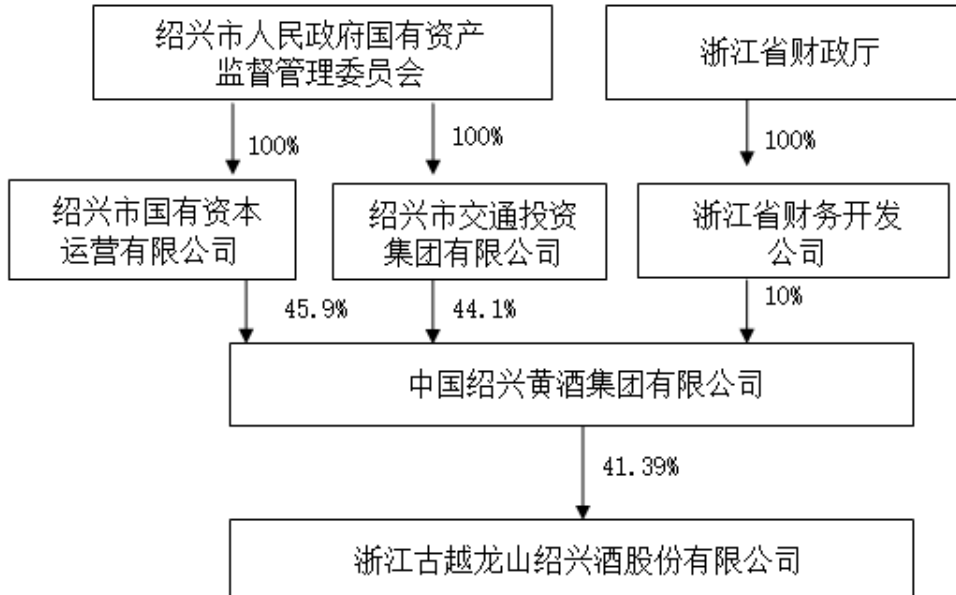 绍兴市人民政府国有资产
监督管理委员会
浙江省财政厅
100%
100%
100%
绍兴市国有资本
运营有限公司
绍兴市交通投资
集团有限公司
浙江省财务开发
公司
45.9%
44.1%
10%
中国绍兴黄酒集团有限公司
41.39%
浙江古越龙山绍兴酒股份有限公司